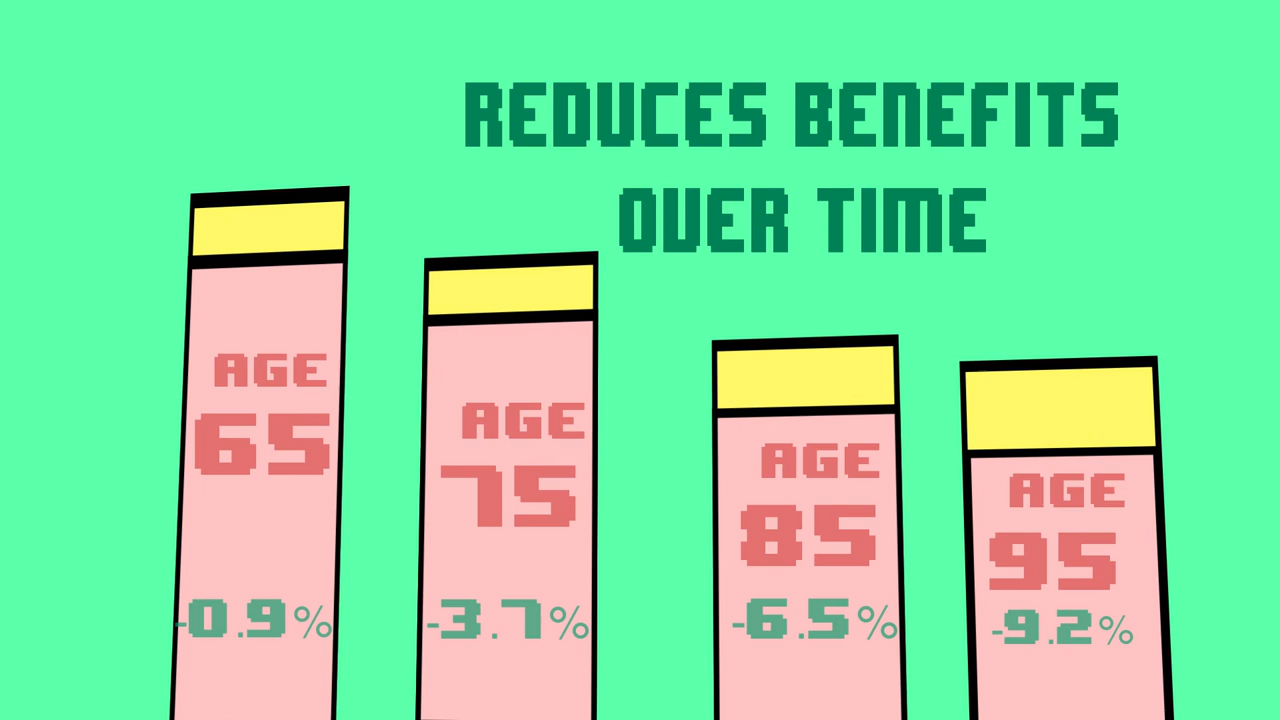 REDUCES BENEFITS
OVER TIME
AGE
65
-0.9%
AGE
75
-3.7%
AGE
85
-6.5%
AGE
95
-9.2%